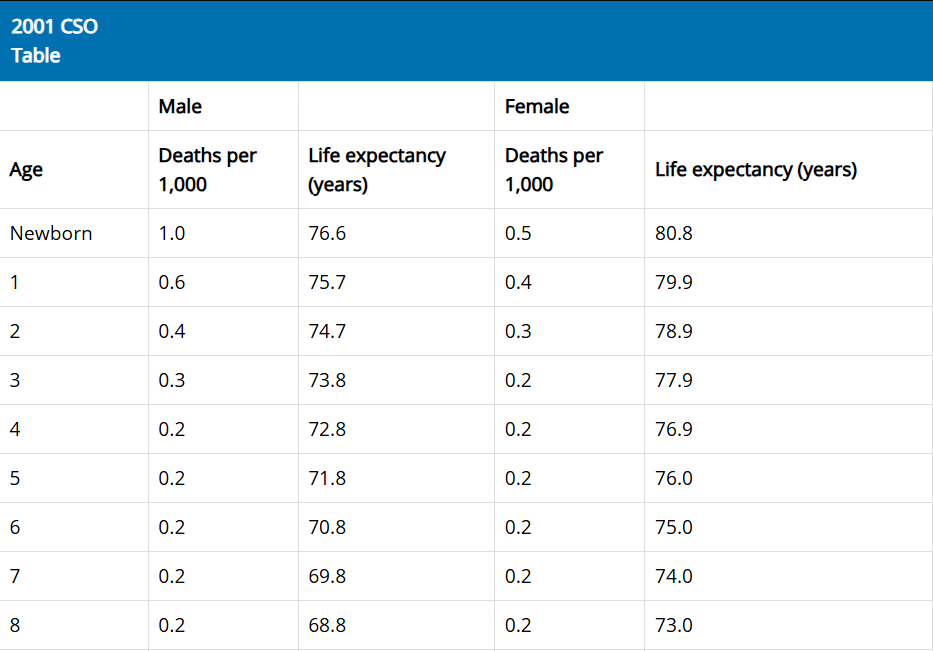 2001 CSO
Table
Male Female
Age Deaths per 1,000 Life expectancy (years) Deaths per 1,000 Life expectancy (years)
Newborn 1.0 76.6 0.5 80.8
1 0.6 75.7 0.4 79.9
2 0.4 74.7 0.3 78.9
3 0.3 73.8 0.2 77.9
4 0.2 72.8 0.2 76.9
5 0.2 71.8 0.2 76.0
6 0.2 70.8 0.2 75.0
7 0.2 69.8 0.2 74.0
8 0.2 68.8 0.2 73.0